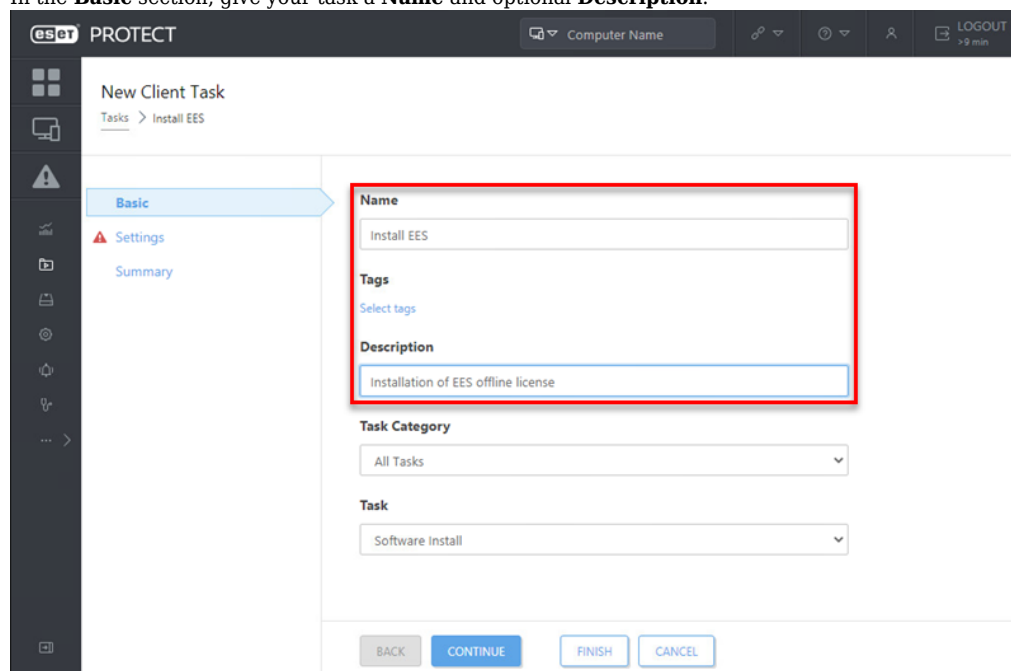 In the Basic section, give your task a Name and optional Description.
eset PROTECT
Computer Name
LOGOUT
>9 min
New Client Task
Tasks > Install EES
Basic
Settings
Summary
Name
Install EES
Tags
Select tags
Description
Installation of EES offline license
Task Category
All Tasks
Task
Software Install
BACK
CONTINUE
FINISH
CANCEL